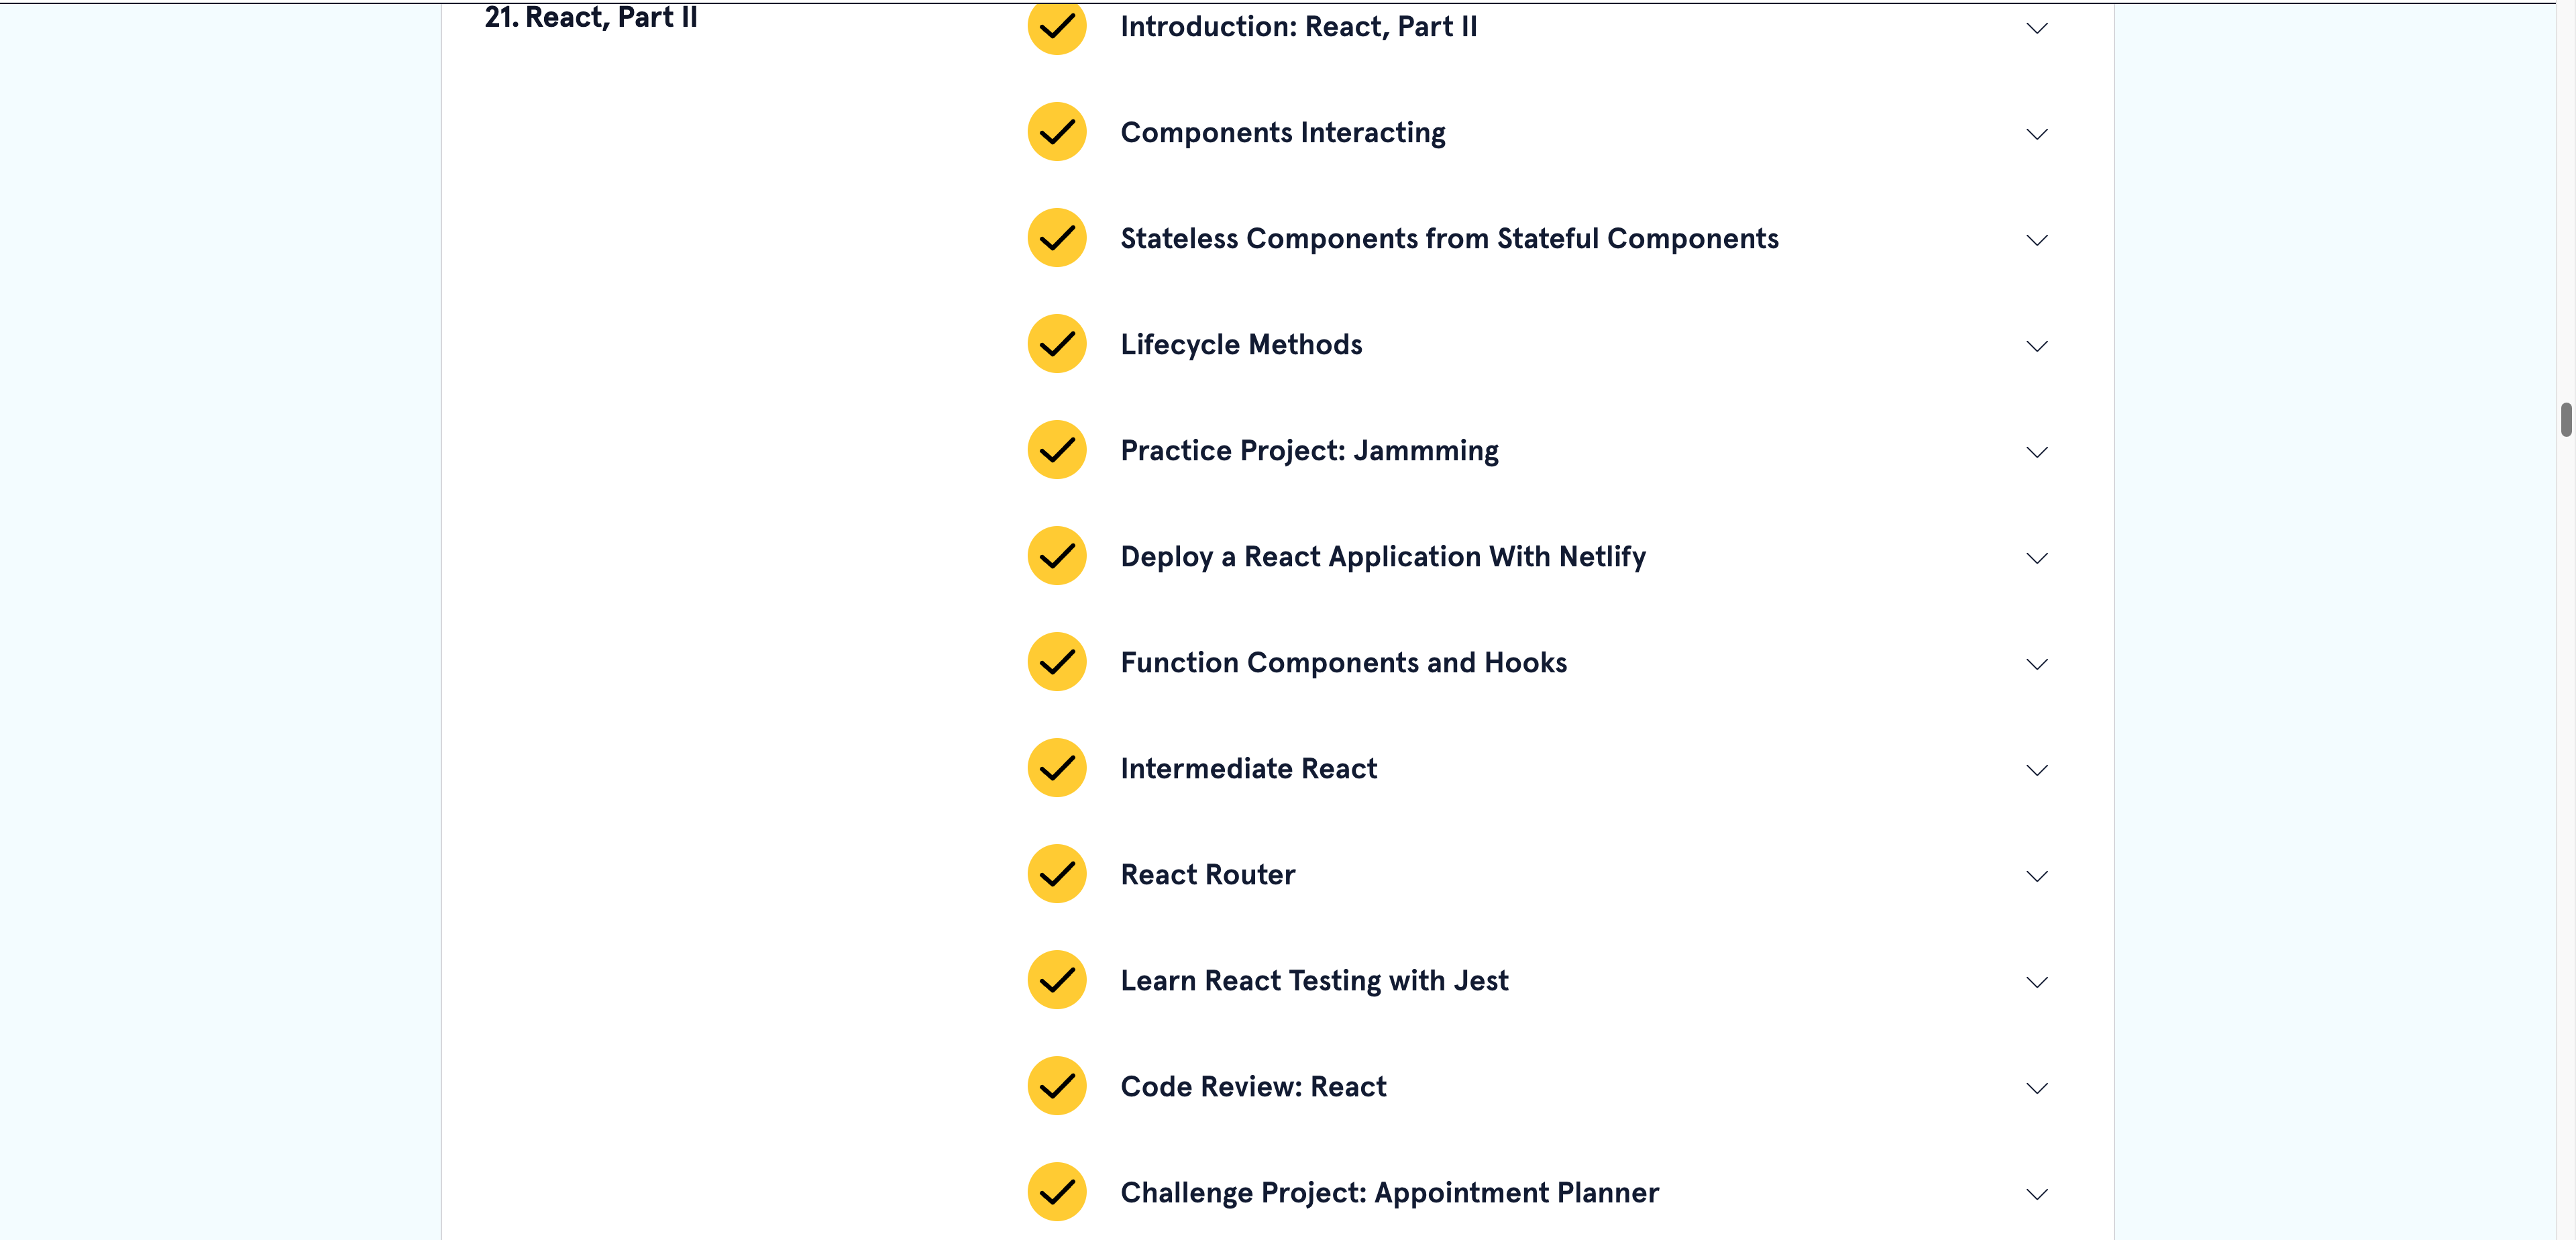 21. React, Part II
Introduction: React, Part II
Components Interacting
Stateless Components from Stateful Components
Lifecycle Methods
Practice Project: Jammming
Deploy a React Application With Netlify
Function Components and Hooks
Intermediate React
React Router
Learn React Testing with Jest
Code Review: React
Challenge Project: Appointment Planner